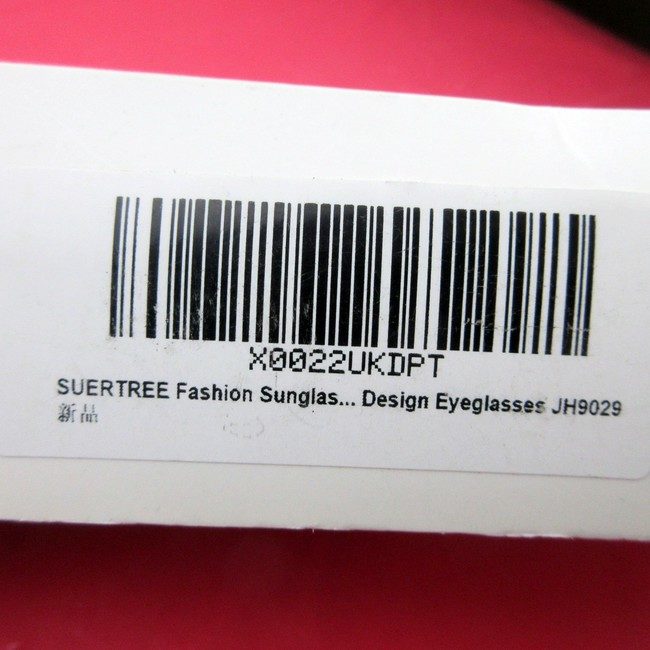 X0022UKDPT
SUERTREE Fashion Sunglas... Design Eyeglasses JH9029
新品